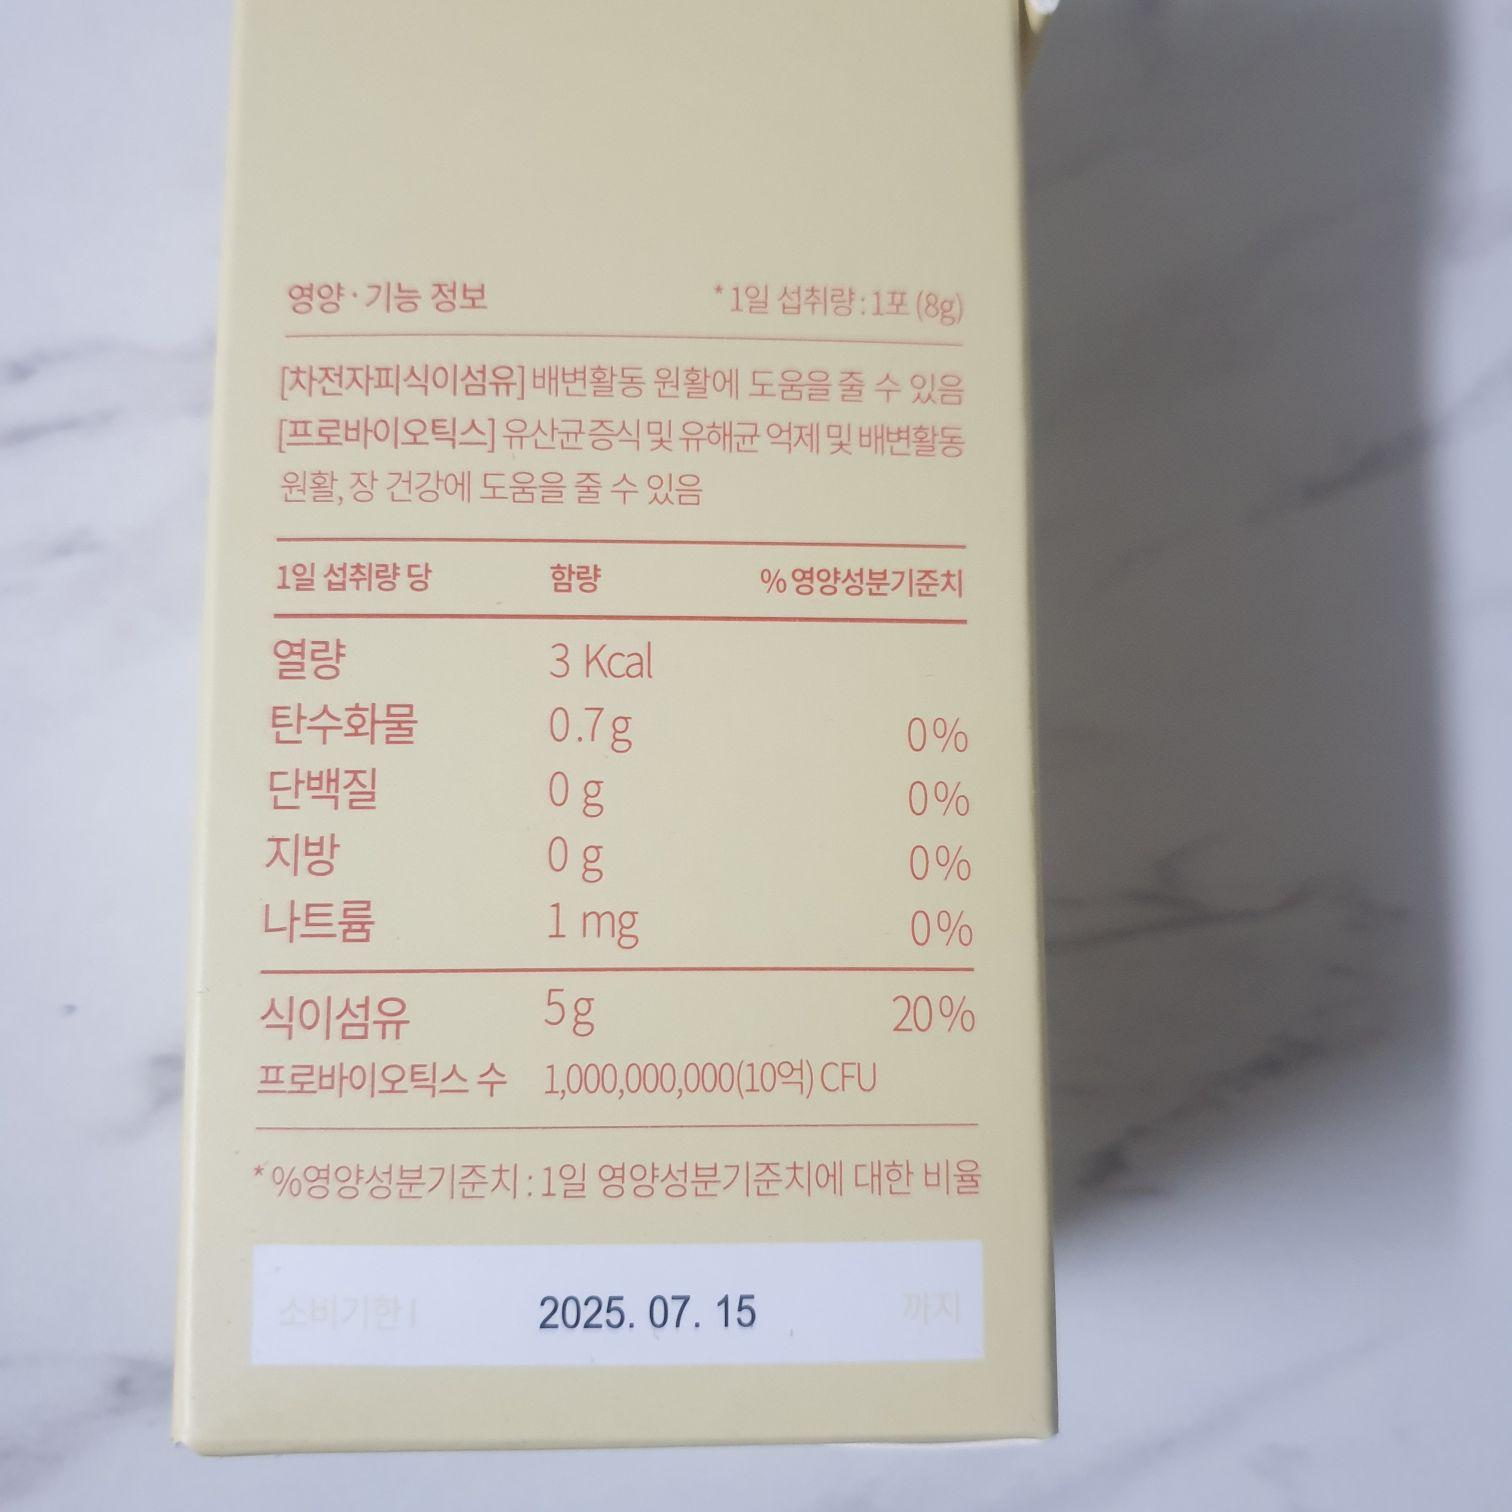 영양·기능 정보 *1일 섭취량 : 1포 (8g)
[차전자피식이섬유] 배변활동 원활에 도움을 줄 수 있음
[프로바이오틱스] 유산균 증식 및 유해균 억제 및 배변활동
원활, 장 건강에 도움을 줄 수 있음
1일 섭취량 당 함량 % 영양성분기준치
열량 3 Kcal
탄수화물 0.7g 0%
단백질 0 g 0%
지방 0 g 0%
나트륨 1 mg 0%
식이섬유 5g 20%
프로바이오틱스 수 1,000,000,000(10억) CFU
*%영양성분기준치 : 1일 영양성분기준치에 대한 비율
소비기한 | 2025. 07. 15 까지